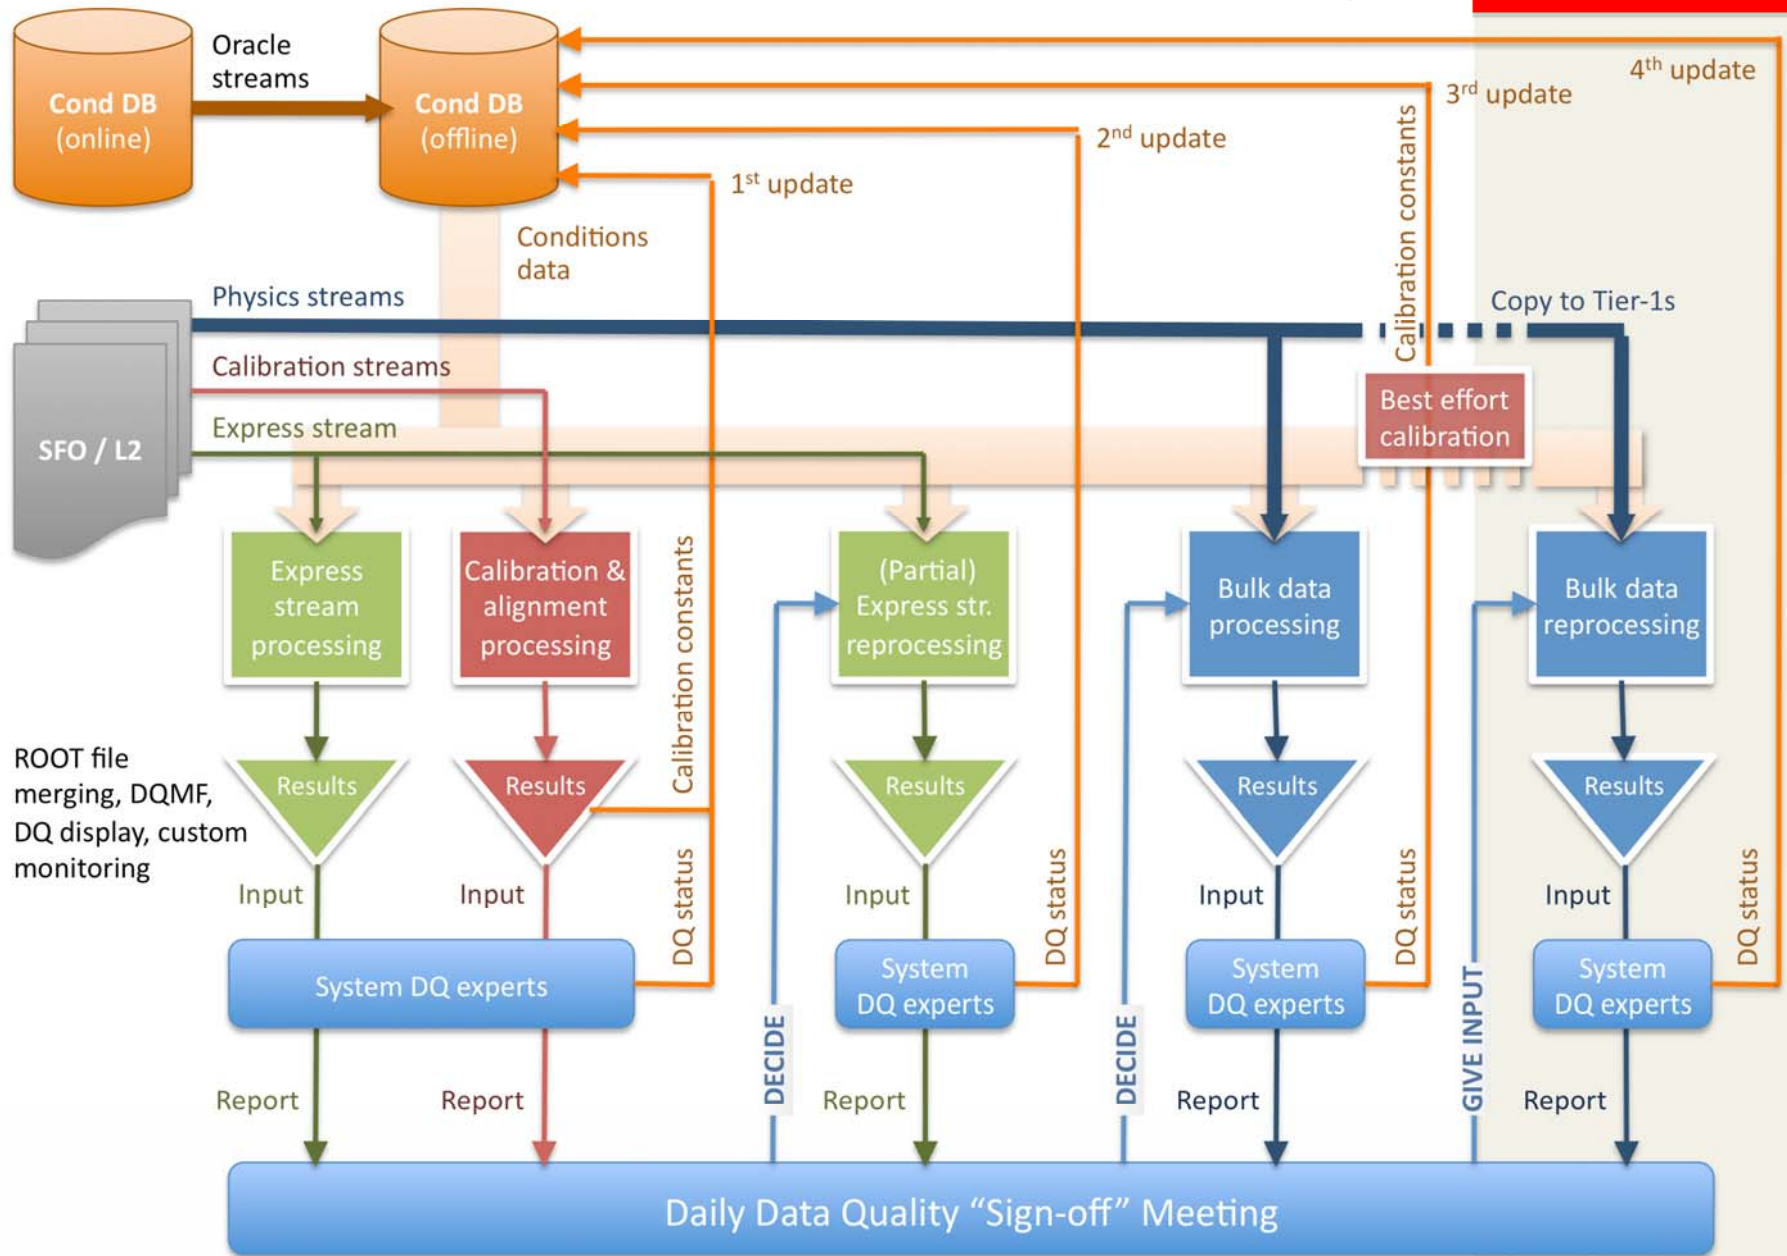 Oracle
streams
Cond DB
(online)
Cond DB
(offline)
4th update
3rd update
2nd update
1st update
Calibration constants
Conditions
data
Physics streams
Copy to Tier-1s
Calibration streams
Best effort
calibration
Express stream
SFO / L2
Express
stream
processing
Calibration &
alignment
processing
Calibration constants
(Partial)
Express str.
reprocessing
Bulk data
processing
Bulk data
reprocessing
ROOT file
merging, DQMF,
DQ display, custom
monitoring
Results
Results
Results
Results
Results
Input
Input
DQ status
Input
DQ status
Input
DQ status
Input
DQ status
System DQ experts
System
DQ experts
System
DQ experts
System
DQ experts
DECIDE
DECIDE
GIVE INPUT
Report
Report
Report
Report
Report
Daily Data Quality “Sign-off” Meeting